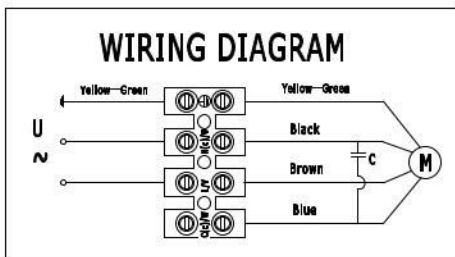 WIRING DIAGRAM
Yellow-Green
Yellow-Green
U
~
Black
N(c)/U
C
M
Brown
L/V
Blue
C(c)/W